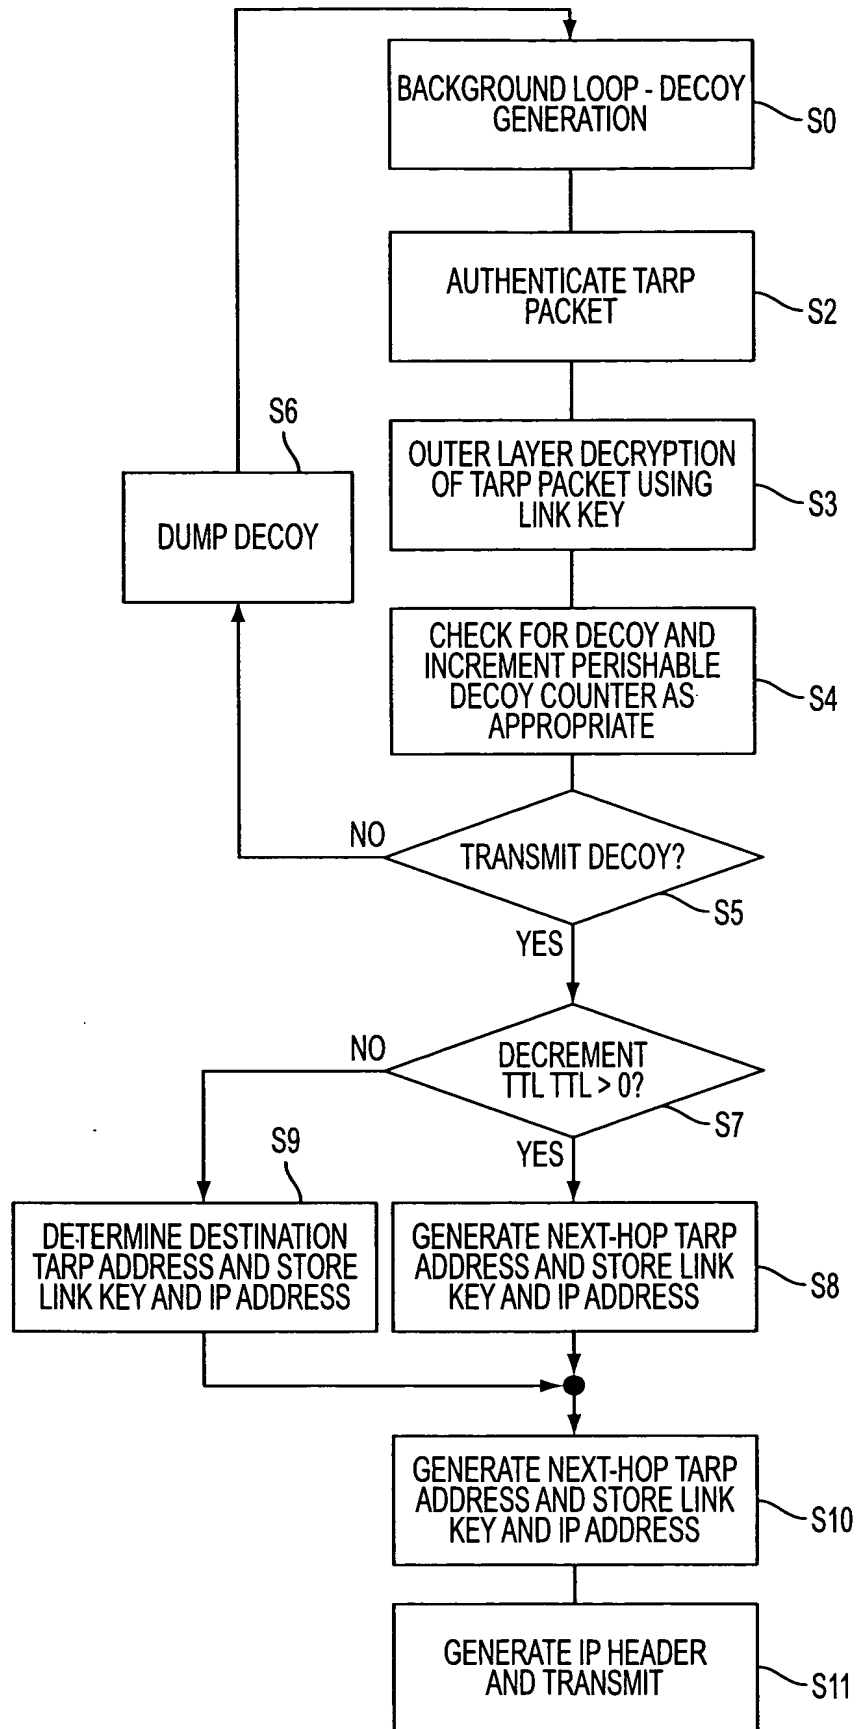 BACKGROUND LOOP - DECOY
GENERATION
S0
AUTHENTICATE TARP
PACKET
S2
OUTER LAYER DECRYPTION
OF TARP PACKET USING
LINK KEY
S3
S6
DUMP DECOY
CHECK FOR DECOY AND
INCREMENT PERISHABLE
DECOY COUNTER AS
APPROPRIATE
S4
NO
TRANSMIT DECOY?
S5
YES
NO
DECREMENT
TTL TTL > 0?
S7
YES
S9
DETERMINE DESTINATION
TARP ADDRESS AND STORE
LINK KEY AND IP ADDRESS
GENERATE NEXT-HOP TARP
ADDRESS AND STORE LINK
KEY AND IP ADDRESS
S8
GENERATE NEXT-HOP TARP
ADDRESS AND STORE LINK
KEY AND IP ADDRESS
S10
GENERATE IP HEADER
AND TRANSMIT
S11